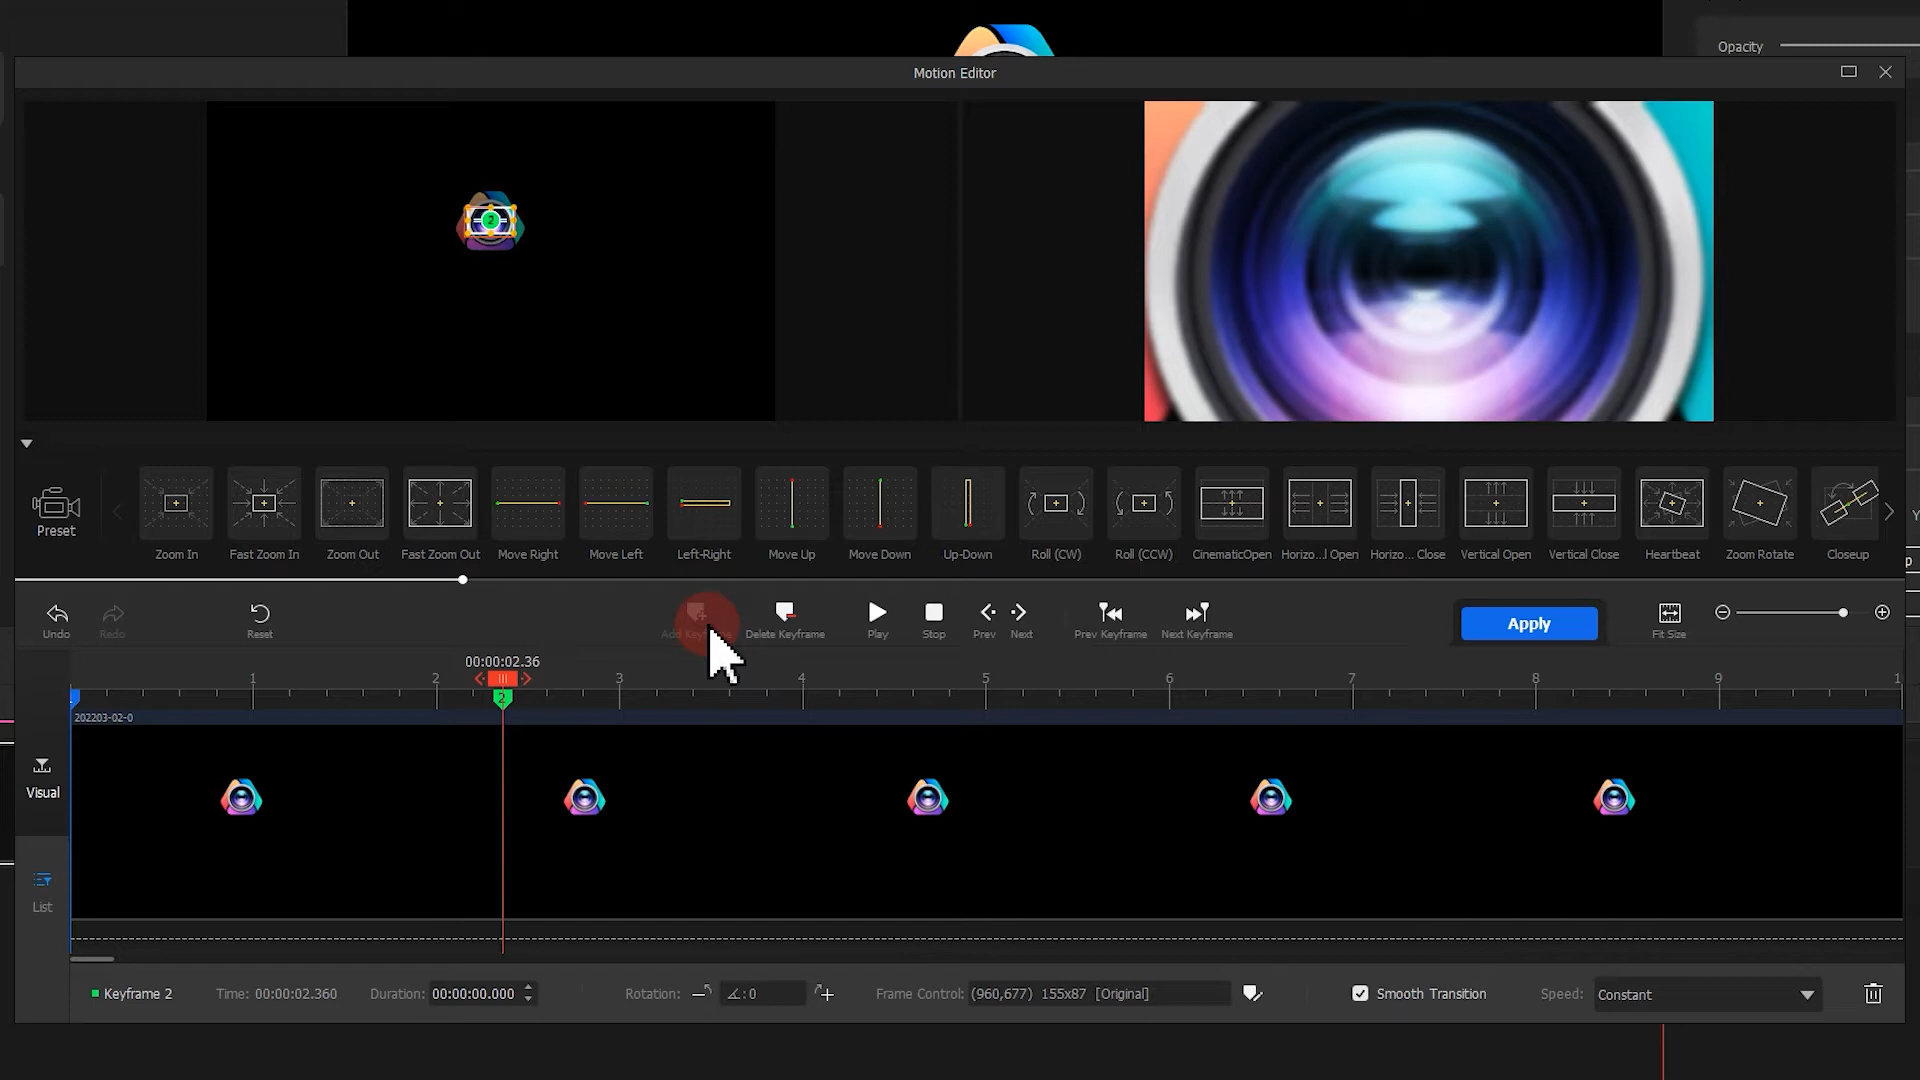 Opacity
Motion Editor
2
Preset
Zoom In
Fast Zoom In
Zoom Out
Fast Zoom Out
Move Right
Move Left
Left-Right
Move Up
Move Down
Up-Down
Roll (CW)
Roll (CCW)
CinematicOpen
Horizo...l Open
Horizo... Close
Vertical Open
Vertical Close
Heartbeat
Zoom Rotate
Closeup
Undo
Redo
Reset
Add Keyframe
Delete Keyframe
Play
Stop
Prev
Next
Prev Keyframe
Next Keyframe
Apply
Fit Size
00:00:02.36
1 2 3 4 5 6 7 8 9 1
2
202203-02-0
Visual
List
Keyframe 2 Time: 00:00:02.360 Duration: 00:00:00.000 Rotation: ∠:0 Frame Control: (960,677) 155x87 [Original] Smooth Transition Speed: Constant